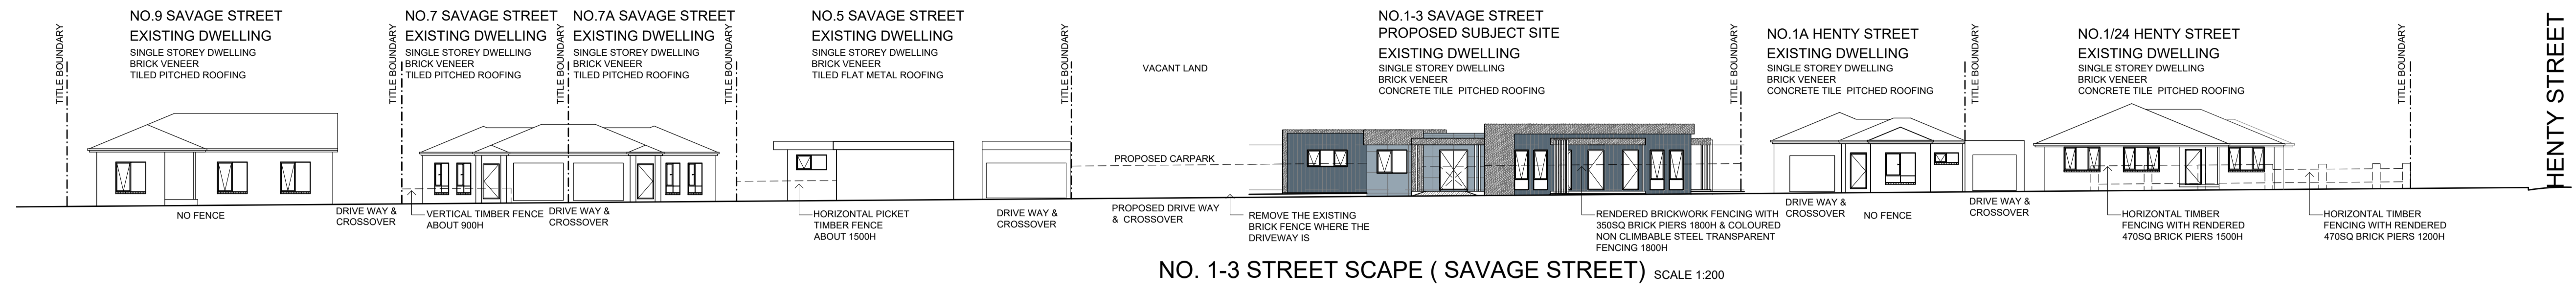 NO.9 SAVAGE STREET
EXISTING DWELLING
SINGLE STOREY DWELLING
BRICK VENEER
TILED PITCHED ROOFING
NO.7 SAVAGE STREET
EXISTING DWELLING
SINGLE STOREY DWELLING
BRICK VENEER
TILED PITCHED ROOFING
NO.7A SAVAGE STREET
EXISTING DWELLING
SINGLE STOREY DWELLING
BRICK VENEER
TILED PITCHED ROOFING
NO.5 SAVAGE STREET
EXISTING DWELLING
SINGLE STOREY DWELLING
BRICK VENEER
TILED FLAT METAL ROOFING
VACANT LAND
NO.1-3 SAVAGE STREET
PROPOSED SUBJECT SITE
EXISTING DWELLING
SINGLE STOREY DWELLING
BRICK VENEER
CONCRETE TILE PITCHED ROOFING
NO.1A HENTY STREET
EXISTING DWELLING
SINGLE STOREY DWELLING
BRICK VENEER
CONCRETE TILE PITCHED ROOFING
NO.1/24 HENTY STREET
EXISTING DWELLING
SINGLE STOREY DWELLING
BRICK VENEER
CONCRETE TILE PITCHED ROOFING
TITLE BOUNDARY
TITLE BOUNDARY
TITLE BOUNDARY
TITLE BOUNDARY
TITLE BOUNDARY
TITLE BOUNDARY
TITLE BOUNDARY
TITLE BOUNDARY
HENTY STREET
PROPOSED CARPARK
NO FENCE
DRIVE WAY &
CROSSOVER
VERTICAL TIMBER FENCE
ABOUT 900H
DRIVE WAY &
CROSSOVER
HORIZONTAL PICKET
TIMBER FENCE
ABOUT 1500H
DRIVE WAY &
CROSSOVER
PROPOSED DRIVE WAY
& CROSSOVER
REMOVE THE EXISTING
BRICK FENCE WHERE THE
DRIVEWAY IS
RENDERED BRICKWORK FENCING WITH
350SQ BRICK PIERS 1800H & COLOURED
NON CLIMBABLE STEEL TRANSPARENT
FENCING 1800H
DRIVE WAY &
CROSSOVER
NO FENCE
DRIVE WAY &
CROSSOVER
HORIZONTAL TIMBER
FENCING WITH RENDERED
470SQ BRICK PIERS 1500H
HORIZONTAL TIMBER
FENCING WITH RENDERED
470SQ BRICK PIERS 1200H
NO. 1-3 STREET SCAPE ( SAVAGE STREET) SCALE 1:200